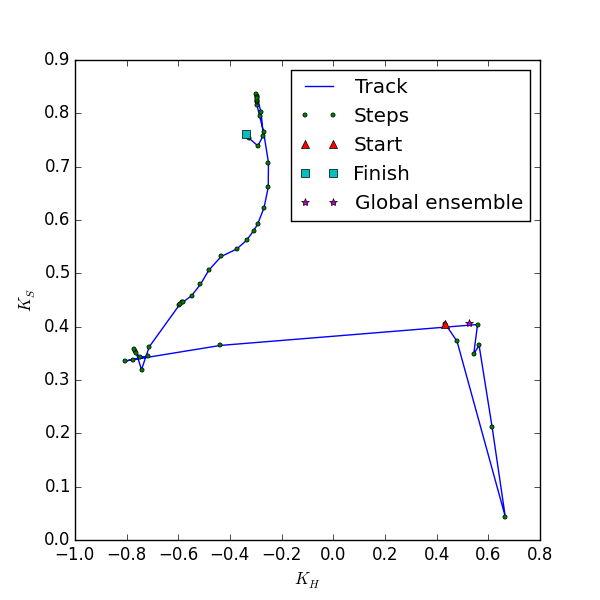 0.9
0.8
0.7
0.6
0.5
0.4
0.3
0.2
0.1
0.0
K_S
Track
Steps
Start
Finish
Global ensemble
−1.0 −0.8 −0.6 −0.4 −0.2 0.0 0.2 0.4 0.6 0.8
K_H